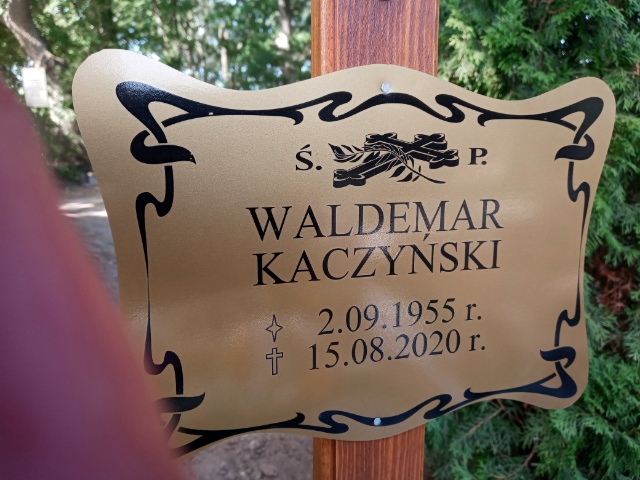 Ś. P.
WALDEMAR
KACZYŃSKI
2.09.1955 r.
15.08.2020 r.